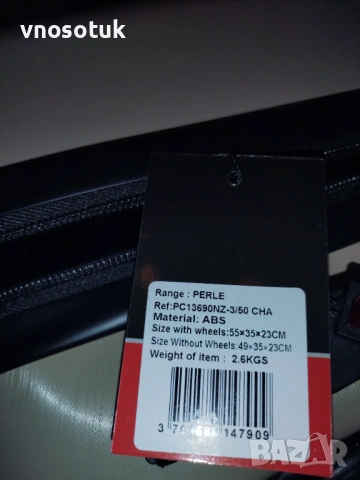 vnosotuk
Range : PERLE
Ref:PC13690NZ-3/50 CHA
Material: ABS
Size with wheels:55×35×23CM
Size Without Wheels:49×35×23CM
Weight of item : 2.6KGS
147909
BAZAR